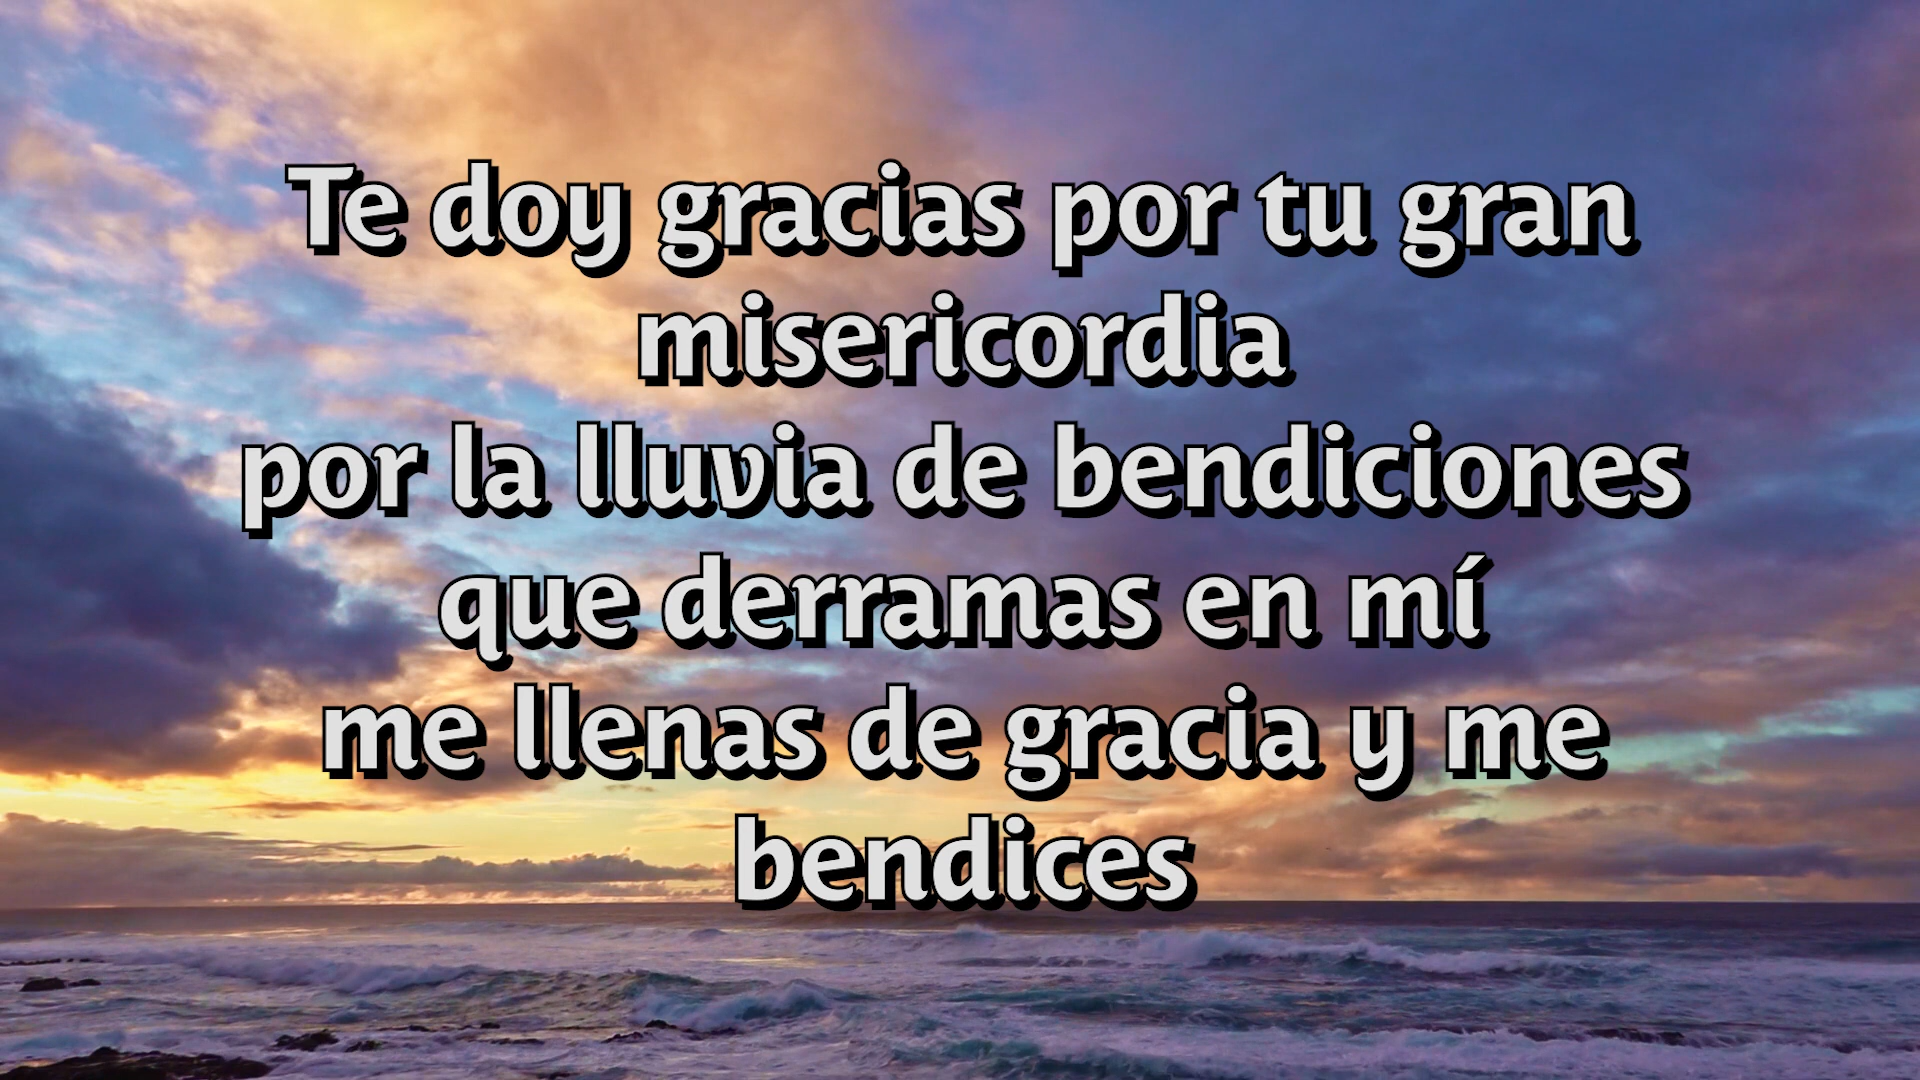 Te doy gracias por tu gran
misericordia
por la lluvia de bendiciones
que derramas en mí
me llenas de gracia y me
bendices